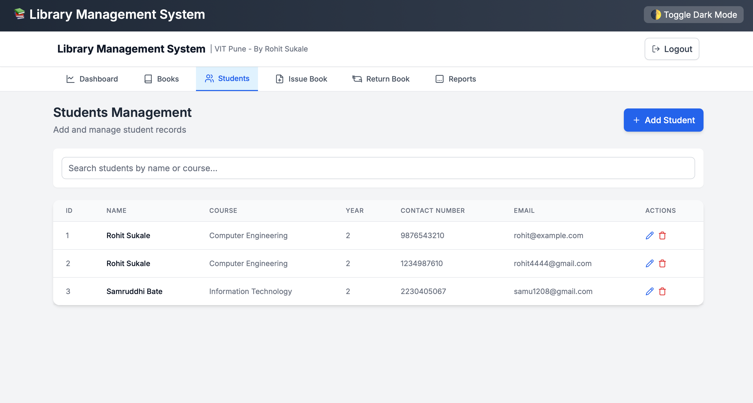 📚 Library Management System
🌓 Toggle Dark Mode
Library Management System | VIT Pune - By Rohit Sukale
Logout
Dashboard Books Students Issue Book Return Book Reports
Students Management
Add and manage student records
+ Add Student
Search students by name or course...
ID NAME COURSE YEAR CONTACT NUMBER EMAIL ACTIONS
1 Rohit Sukale Computer Engineering 2 9876543210 rohit@example.com
2 Rohit Sukale Computer Engineering 2 1234987610 rohit4444@gmail.com
3 Samruddhi Bate Information Technology 2 2230405067 samu1208@gmail.com